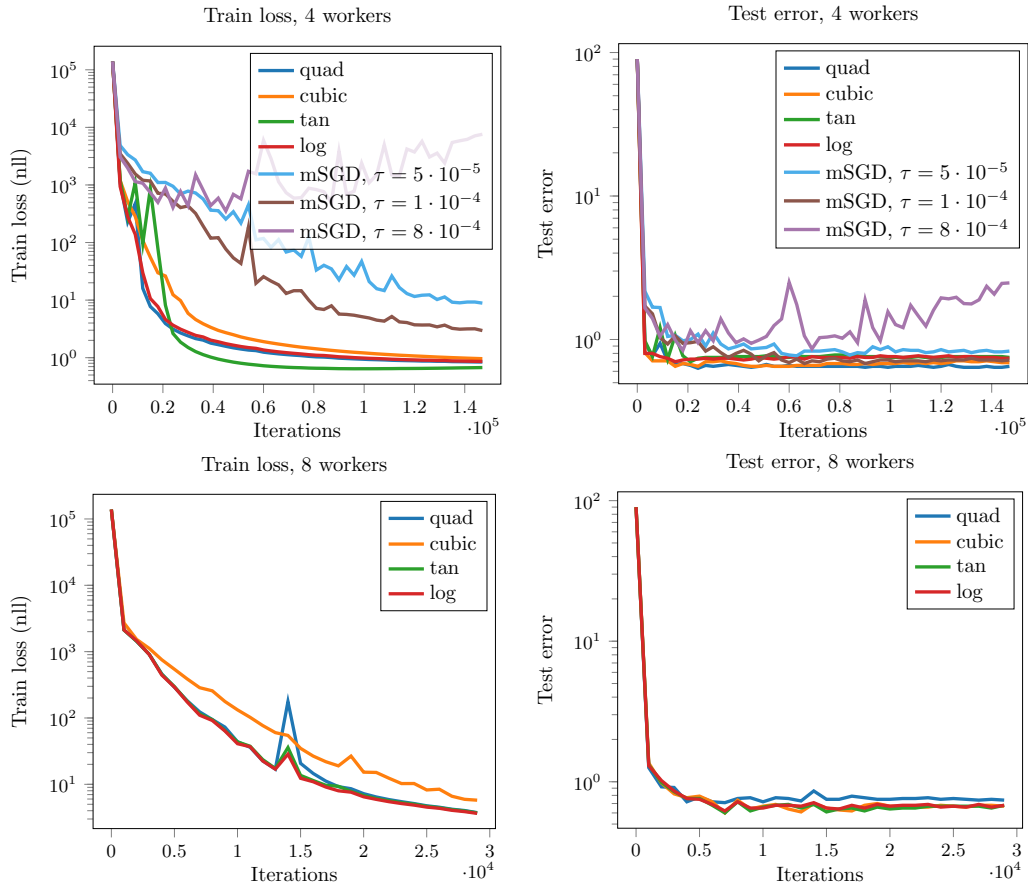 Train loss, 4 workers
Train loss (nll)
10^5
10^4
10^3
10^2
10^1
10^0
quad
cubic
tan
log
mSGD, τ = 5 · 10^−5
mSGD, τ = 1 · 10^−4
mSGD, τ = 8 · 10^−4
0 0.2 0.4 0.6 0.8 1 1.2 1.4
·10^5
Iterations
Test error, 4 workers
Test error
10^2
10^1
10^0
quad
cubic
tan
log
mSGD, τ = 5 · 10^−5
mSGD, τ = 1 · 10^−4
mSGD, τ = 8 · 10^−4
0 0.2 0.4 0.6 0.8 1 1.2 1.4
·10^5
Iterations
Train loss, 8 workers
Train loss (nll)
10^5
10^4
10^3
10^2
10^1
quad
cubic
tan
log
0 0.5 1 1.5 2 2.5 3
·10^4
Iterations
Test error, 8 workers
Test error
10^2
10^1
10^0
quad
cubic
tan
log
0 0.5 1 1.5 2 2.5 3
·10^4
Iterations